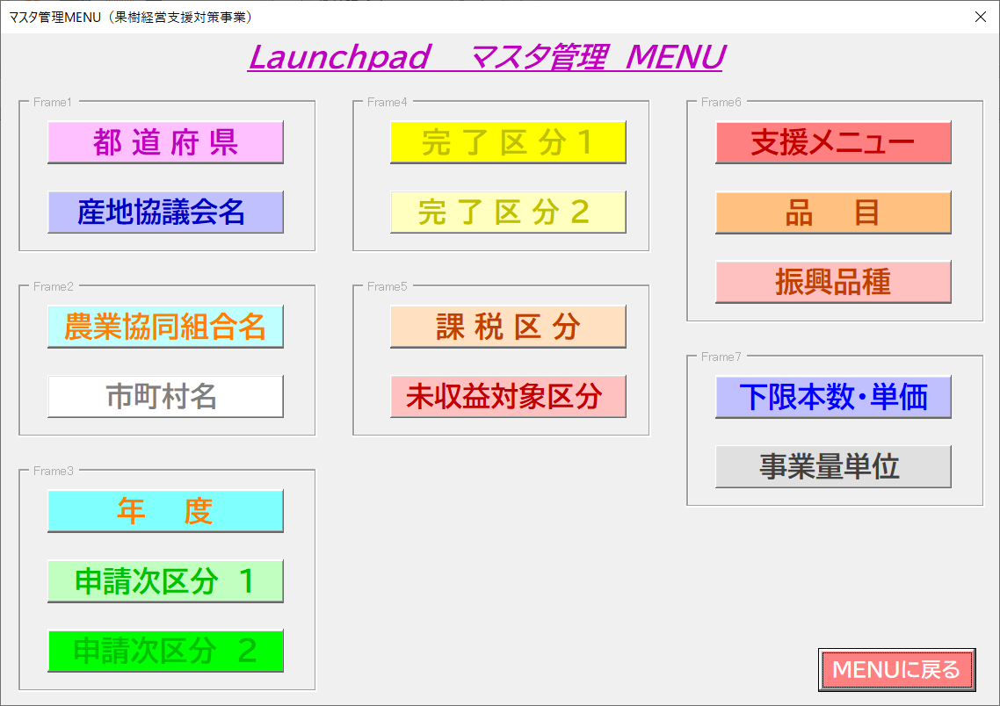 マスタ管理MENU（果樹経営支援対策事業）
Launchpad　マスタ管理　MENU
Frame1
都 道 府 県
産地協議会名
Frame2
農業協同組合名
市町村名
Frame3
年　度
申請次区分　1
申請次区分　2
Frame4
完 了 区 分 1
完 了 区 分 2
Frame5
課 税 区 分
未収益対象区分
Frame6
支援メニュー
品　目
振興品種
Frame7
下限本数・単価
事業量単位
MENUに戻る